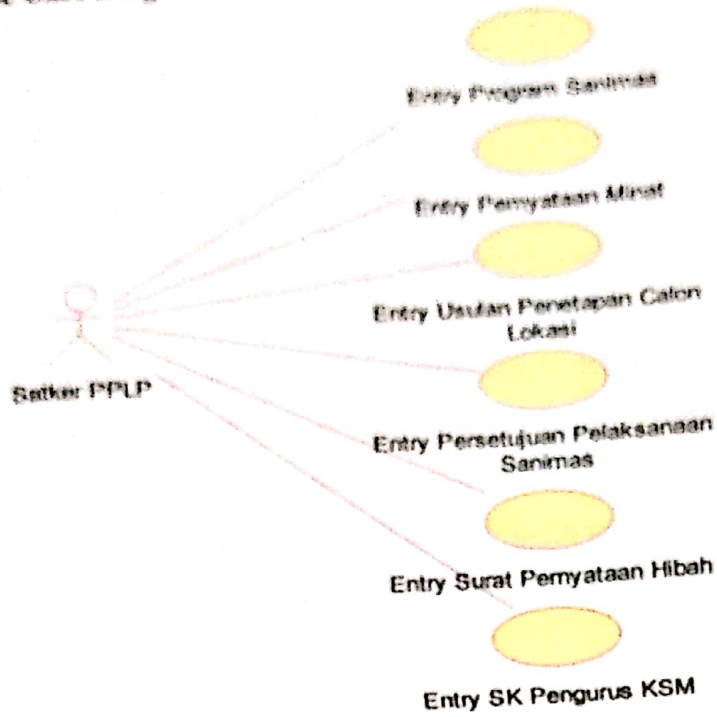 Entry Program Sanimas
Entry Pernyataan Minat
Entry Usulan Penetapan Calon
Lokasi
Satker PPLP
Entry Persetujuan Pelaksanaan
Sanimas
Entry Surat Pernyataan Hibah
Entry SK Pengurus KSM